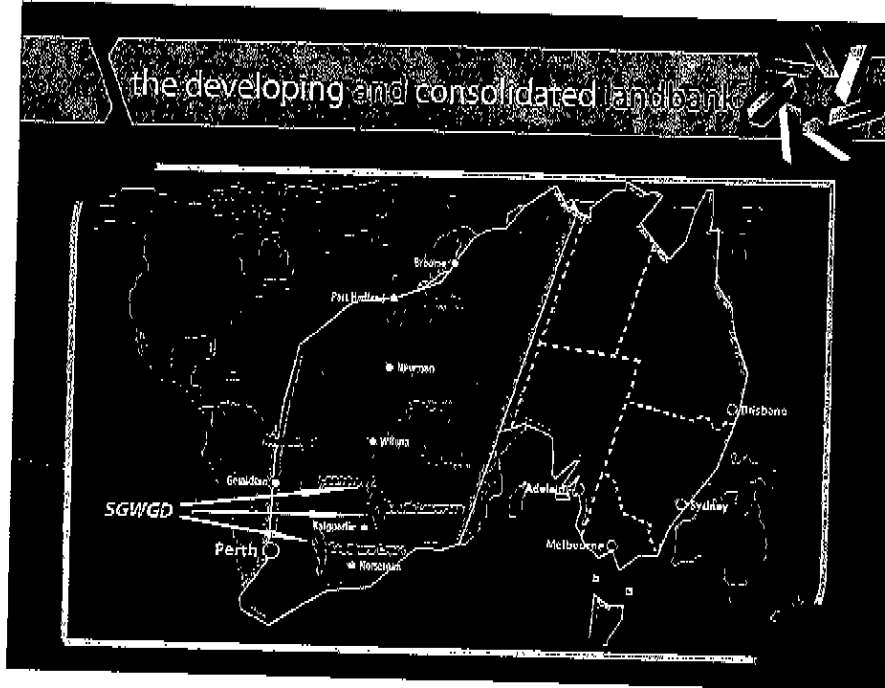 the developing and consolidated landbank
Broome
Port Hedland
Newman
Brisbane
Wiluna
Geraldton
Adelaide
Sydney
SGWGD
Kalgoorlie
Perth
Melbourne
Norseman